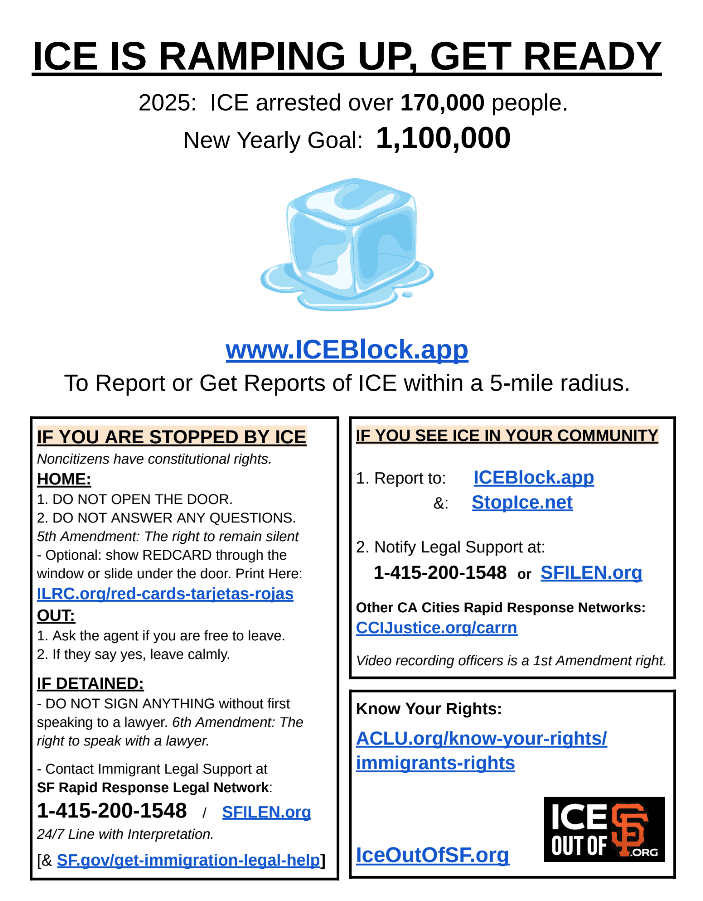 ICE IS RAMPING UP, GET READY
2025:  ICE arrested over 170,000 people.
New Yearly Goal:  1,100,000
www.ICEBlock.app
To Report or Get Reports of ICE within a 5-mile radius.
IF YOU ARE STOPPED BY ICE
Noncitizens have constitutional rights.
HOME:
1. DO NOT OPEN THE DOOR.
2. DO NOT ANSWER ANY QUESTIONS.
5th Amendment: The right to remain silent
- Optional: show REDCARD through the
window or slide under the door. Print Here:
ILRC.org/red-cards-tarjetas-rojas
OUT:
1. Ask the agent if you are free to leave.
2. If they say yes, leave calmly.
IF DETAINED:
- DO NOT SIGN ANYTHING without first
speaking to a lawyer. 6th Amendment: The
right to speak with a lawyer.
- Contact Immigrant Legal Support at
SF Rapid Response Legal Network:
1-415-200-1548 / SFILEN.org
24/7 Line with Interpretation.
[& SF.gov/get-immigration-legal-help]
IF YOU SEE ICE IN YOUR COMMUNITY
1. Report to: ICEBlock.app
&: StopIce.net
2. Notify Legal Support at:
1-415-200-1548 or SFILEN.org
Other CA Cities Rapid Response Networks:
CCIJustice.org/carrn
Video recording officers is a 1st Amendment right.
Know Your Rights:
ACLU.org/know-your-rights/
immigrants-rights
IceOutOfSF.org
ICE
OUT OF SF .ORG